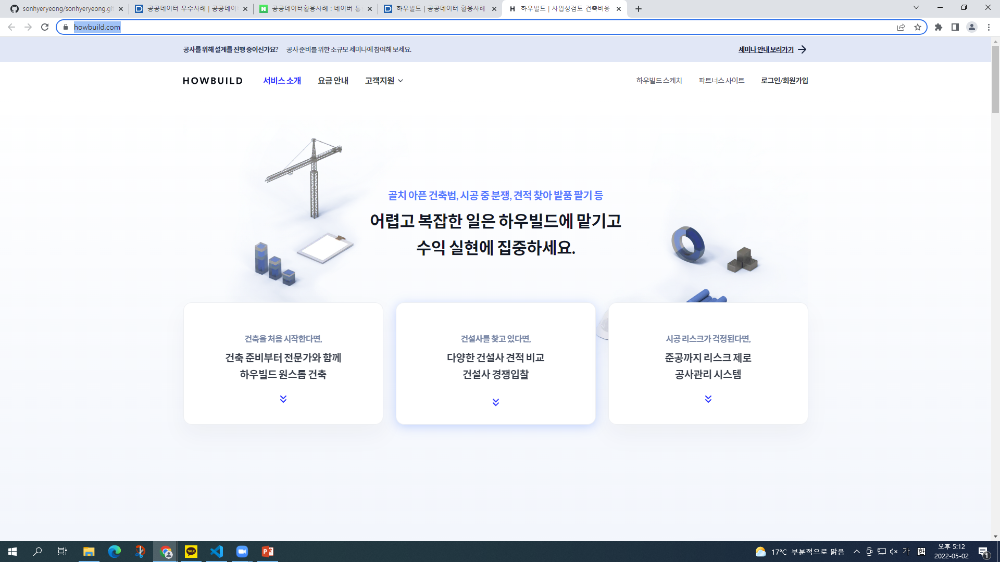 sonhyeryeong/sonhyeryeong.git
공공데이터 우수사례 | 공공데이
공공데이터활용사례 : 네이버 통
하우빌드 | 공공데이터 활용사례
H 하우빌드 | 사업성검토 건축비용
howbuild.com
공사를 위해 설계를 진행 중이신가요? 공사 준비를 위한 소규모 세미나에 참여해 보세요.
세미나 안내 보러가기
HOWBUILD 서비스 소개 요금 안내 고객지원
하우빌드 스케치 파트너스 사이트 로그인/회원가입
골치 아픈 건축법, 시공 중 분쟁, 견적 찾아 발품 팔기 등
어렵고 복잡한 일은 하우빌드에 맡기고
수익 실현에 집중하세요.
건축을 처음 시작한다면,
건축 준비부터 전문가와 함께
하우빌드 원스톱 건축
건설사를 찾고 있다면,
다양한 건설사 견적 비교
건설사 경쟁입찰
시공 리스크가 걱정된다면,
준공까지 리스크 제로
공사관리 시스템
TALK
17°C 부분적으로 맑음
가
한
오후 5:12
2022-05-02
1